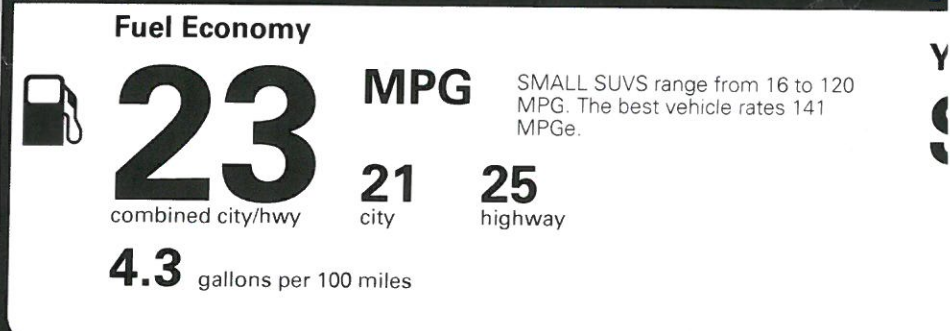 Fuel Economy
23
MPG
SMALL SUVS range from 16 to 120
MPG. The best vehicle rates 141
MPGe.
combined city/hwy
21
city
25
highway
4.3 gallons per 100 miles